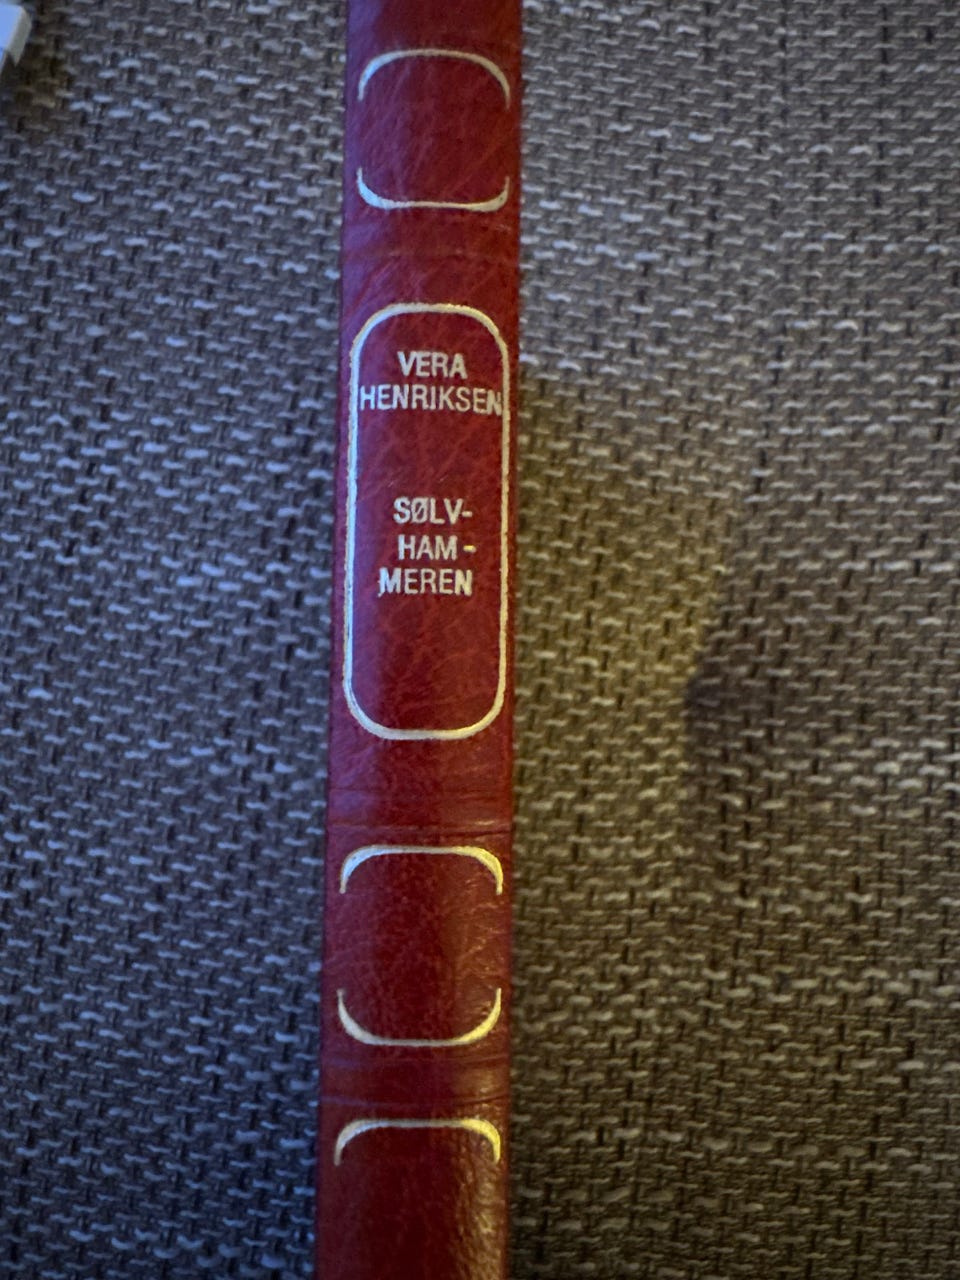 VERA
HENRIKSEN
SØLV-
HAM-
MEREN